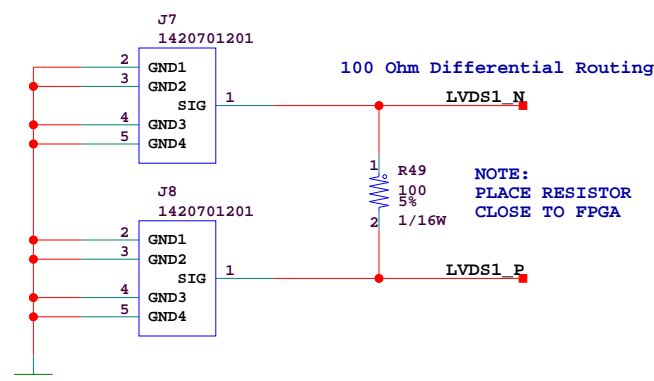 J7
1420701201
2 GND1
3 GND2
SIG 1
4 GND3
5 GND4
100 Ohm Differential Routing
LVDS1_N
1 R49
100
5%
2 1/16W
NOTE:
PLACE RESISTOR
CLOSE TO FPGA
J8
1420701201
2 GND1
3 GND2
SIG 1
4 GND3
5 GND4
LVDS1_P